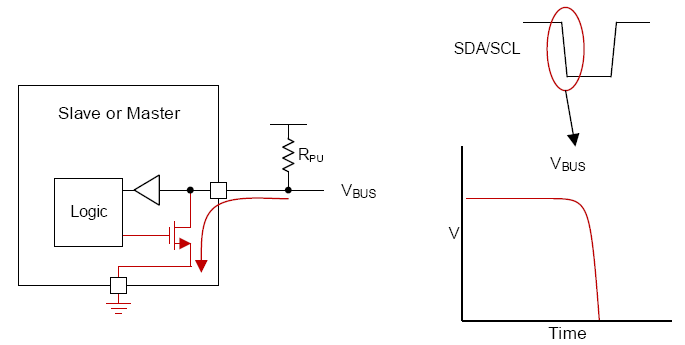 Slave or Master
Logic
RPU
VBUS
SDA/SCL
VBUS
V
Time